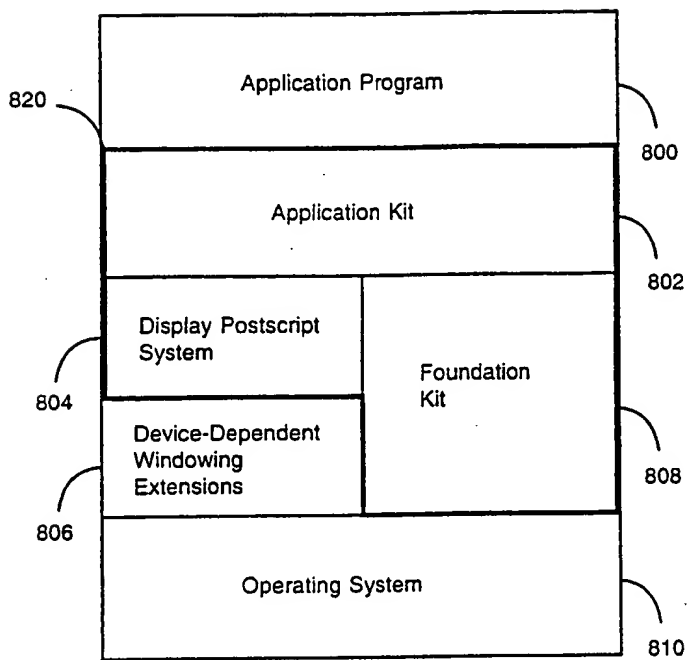 Application Program
820
800
Application Kit
802
Display Postscript
System
Foundation
Kit
804
Device-Dependent
Windowing
Extensions
808
806
Operating System
810